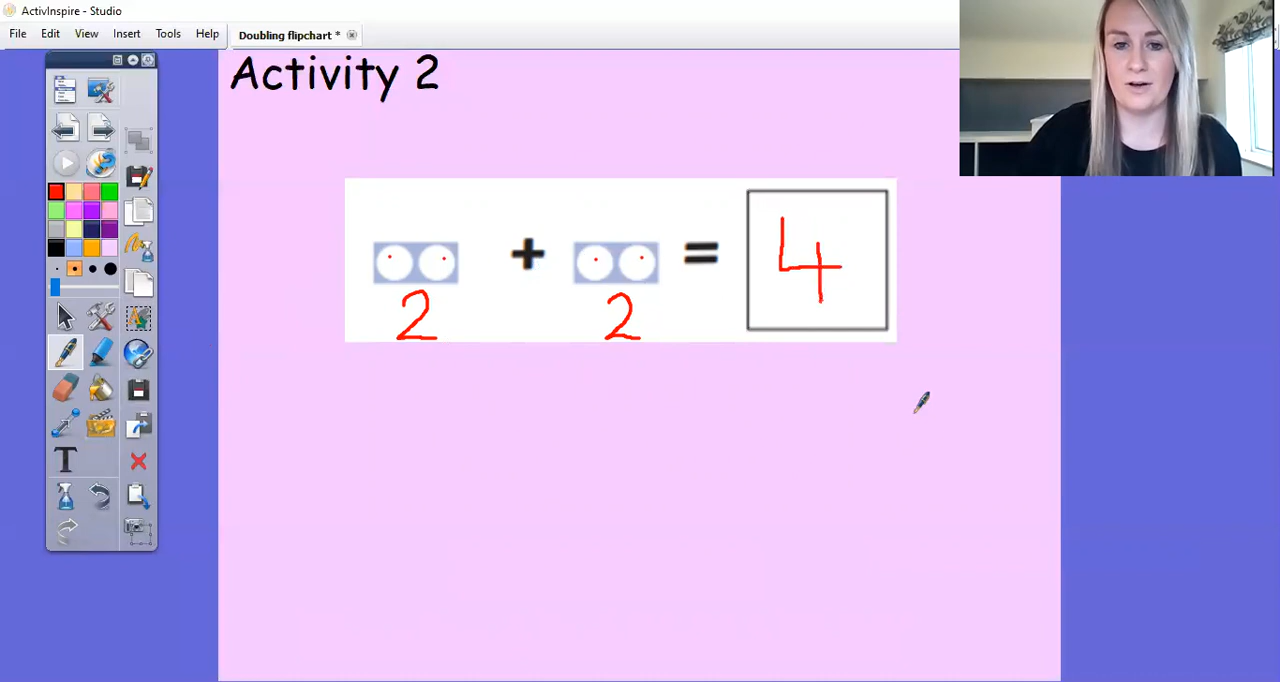 ActivInspire - Studio
File Edit View Insert Tools Help Doubling flipchart *
Activity 2
+ = 4
2 2
T